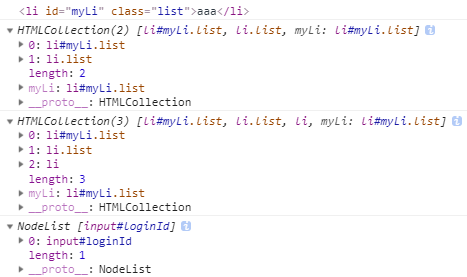 <li id="myLi" class="list">aaa</li>
▼ HTMLCollection(2) [li#myLi.list, li.list, myLi: li#myLi.list] i
▶ 0: li#myLi.list
▶ 1: li.list
length: 2
▶ myLi: li#myLi.list
▶ __proto__: HTMLCollection
▼ HTMLCollection(3) [li#myLi.list, li.list, li, myLi: li#myLi.list] i
▶ 0: li#myLi.list
▶ 1: li.list
▶ 2: li
length: 3
▶ myLi: li#myLi.list
▶ __proto__: HTMLCollection
▼ NodeList [input#loginId] i
▶ 0: input#loginId
length: 1
▶ __proto__: NodeList